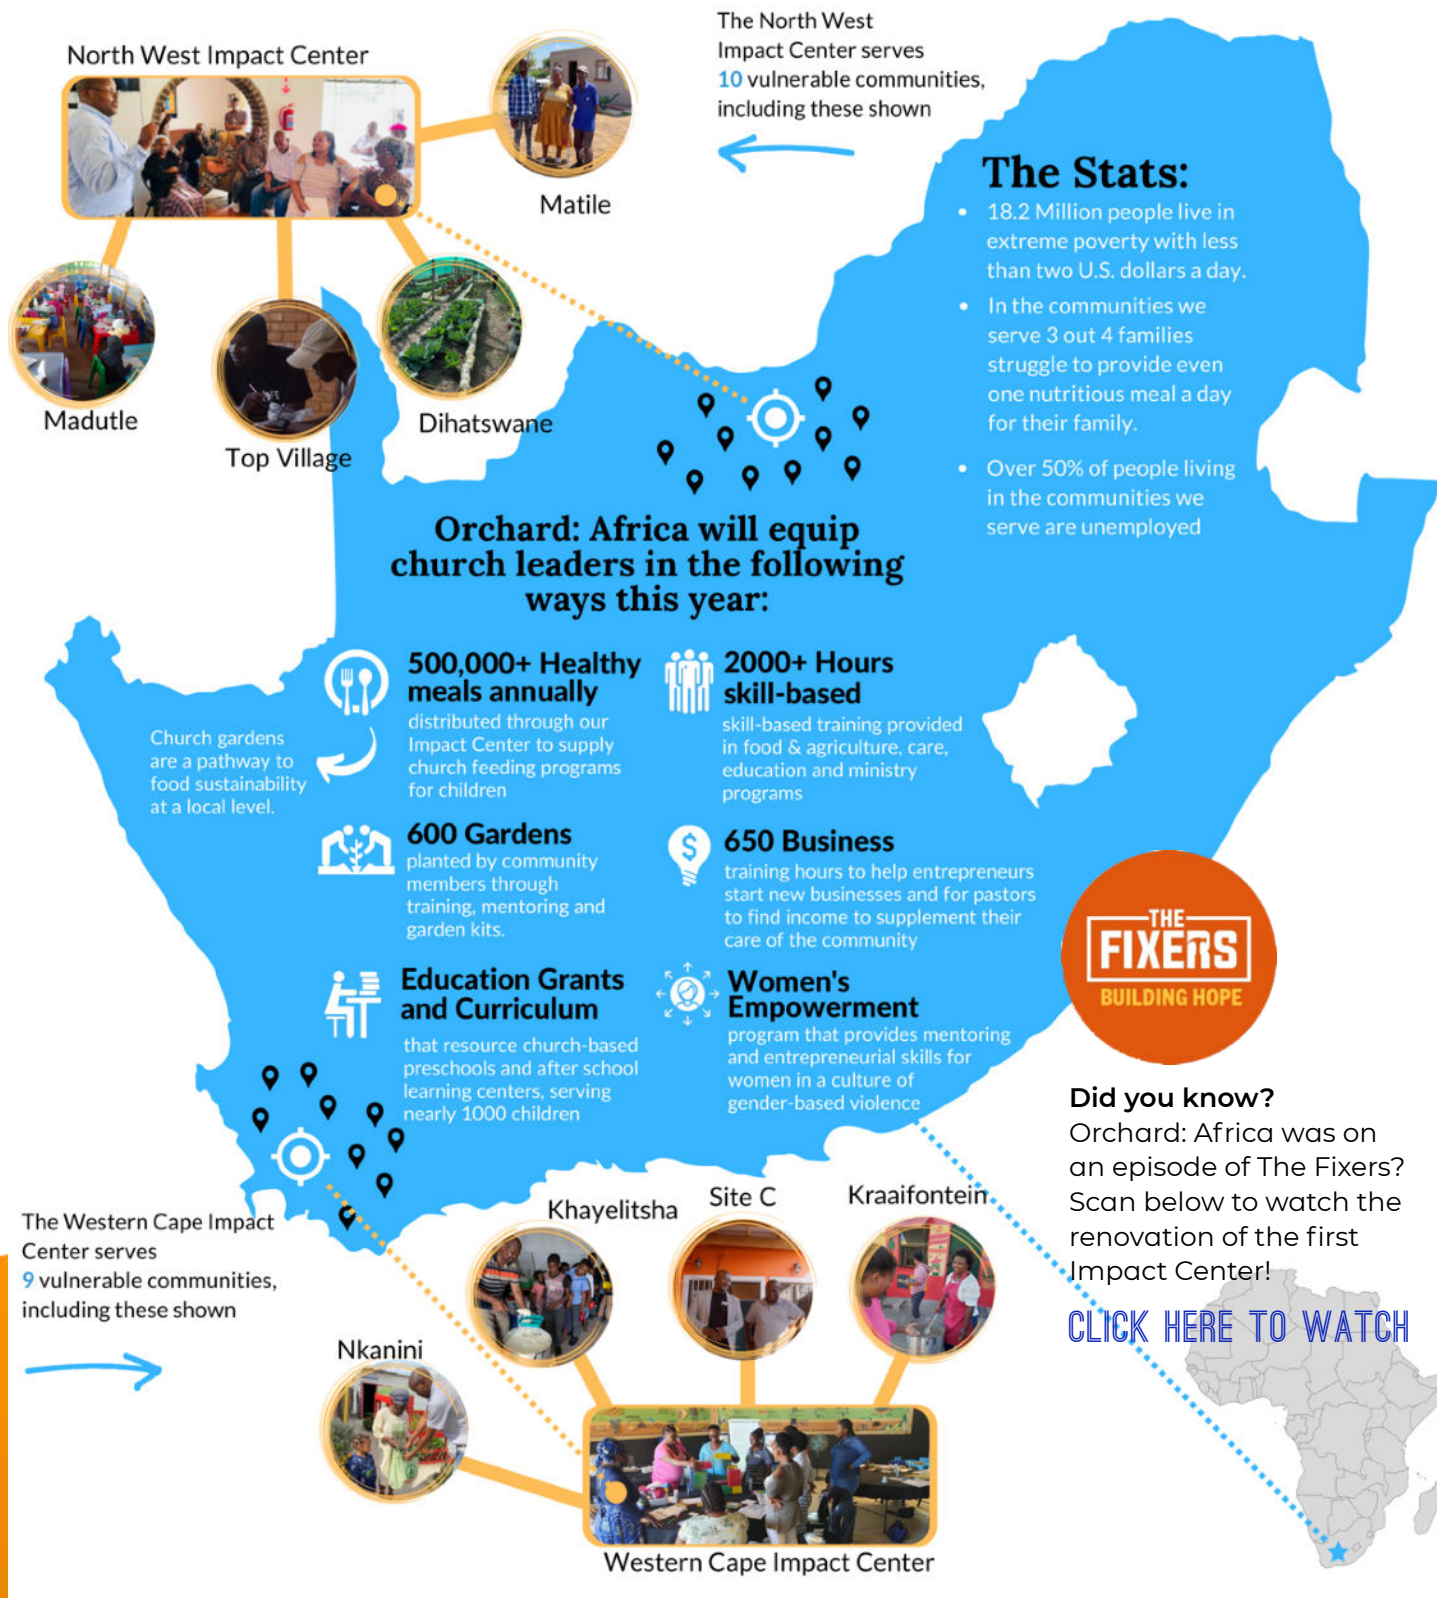 North West Impact Center
Matile
Madutle
Top Village
Dihatswane
The North West
Impact Center serves
10 vulnerable communities,
including these shown
The Stats:
• 18.2 Million people live in
extreme poverty with less
than two U.S. dollars a day.
• In the communities we
serve 3 out 4 families
struggle to provide even
one nutritious meal a day
for their family.
• Over 50% of people living
in the communities we
serve are unemployed
Orchard: Africa will equip
church leaders in the following
ways this year:
500,000+ Healthy
meals annually
distributed through our
Impact Center to supply
church feeding programs
for children
Church gardens
are a pathway to
food sustainability
at a local level.
2000+ Hours
skill-based
skill-based training provided
in food & agriculture, care,
education and ministry
programs
600 Gardens
planted by community
members through
training, mentoring and
garden kits.
$
650 Business
training hours to help entrepreneurs
start new businesses and for pastors
to find income to supplement their
care of the community
Education Grants
and Curriculum
that resource church-based
preschools and after school
learning centers, serving
nearly 1000 children
Women's
Empowerment
program that provides mentoring
and entrepreneurial skills for
women in a culture of
gender-based violence
THE
FIXERS
BUILDING HOPE
Did you know?
Orchard: Africa was on
an episode of The Fixers?
Scan below to watch the
renovation of the first
Impact Center!
CLICK HERE TO WATCH
The Western Cape Impact
Center serves
9 vulnerable communities,
including these shown
Nkanini
Khayelitsha
Site C
Kraaifontein
Western Cape Impact Center